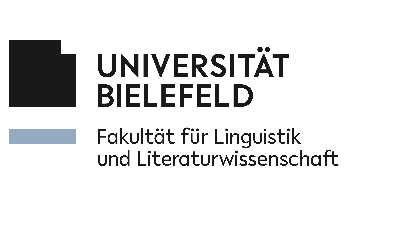 UNIVERSITÄT
BIELEFELD
Fakultät für Linguistik
und Literaturwissenschaft